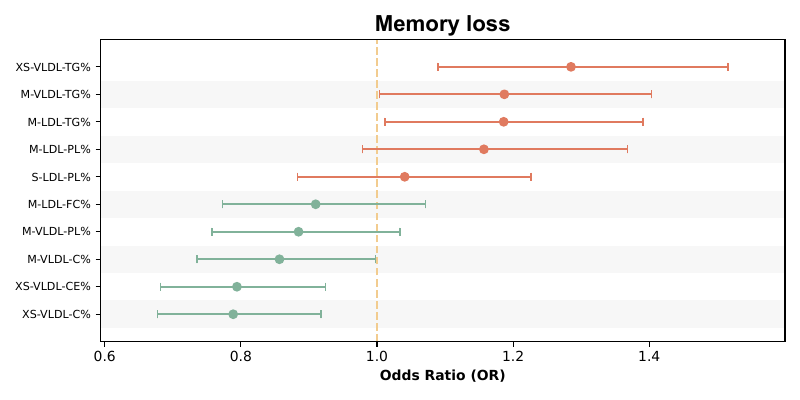 Memory loss
XS-VLDL-TG%
M-VLDL-TG%
M-LDL-TG%
M-LDL-PL%
S-LDL-PL%
M-LDL-FC%
M-VLDL-PL%
M-VLDL-C%
XS-VLDL-CE%
XS-VLDL-C%
0.6 0.8 1.0 1.2 1.4
Odds Ratio (OR)